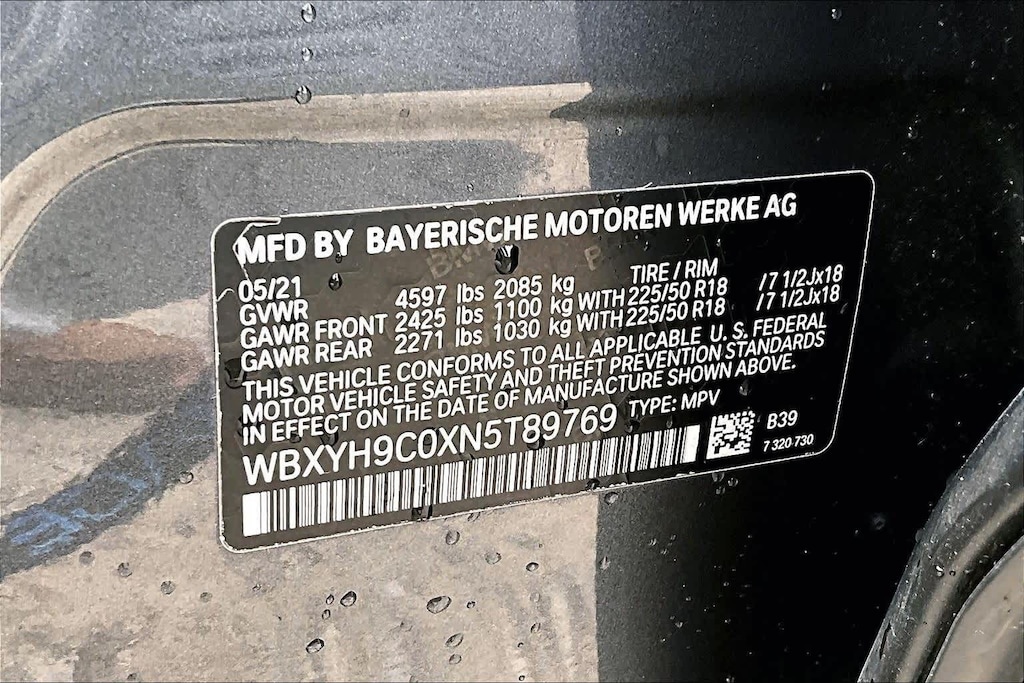 MFD BY BAYERISCHE MOTOREN WERKE AG
05/21 TIRE / RIM
GVWR 4597 lbs 2085 kg
GAWR FRONT 2425 lbs 1100 kg WITH 225/50 R18 /7 1/2Jx18
GAWR REAR 2271 lbs 1030 kg WITH 225/50 R18 /7 1/2Jx18
THIS VEHICLE CONFORMS TO ALL APPLICABLE U.S. FEDERAL
MOTOR VEHICLE SAFETY AND THEFT PREVENTION STANDARDS
IN EFFECT ON THE DATE OF MANUFACTURE SHOWN ABOVE.
WBXYH9C0XN5T89769 TYPE: MPV
B39
7 320 730